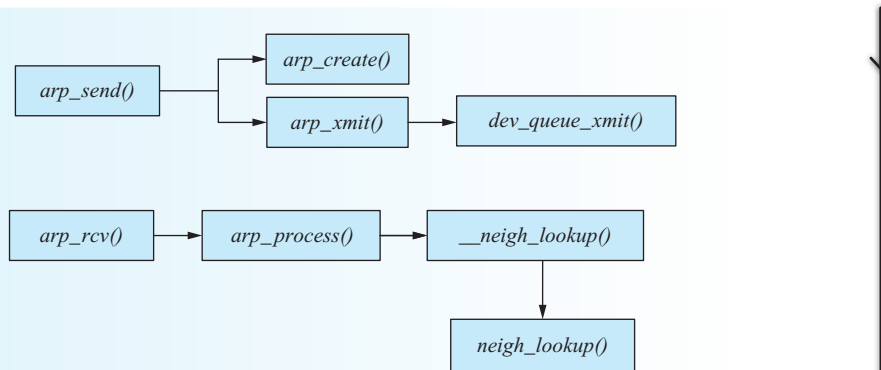 arp_create()
arp_send()
arp_xmit()
dev_queue_xmit()
arp_rcv()
arp_process()
__neigh_lookup()
neigh_lookup()